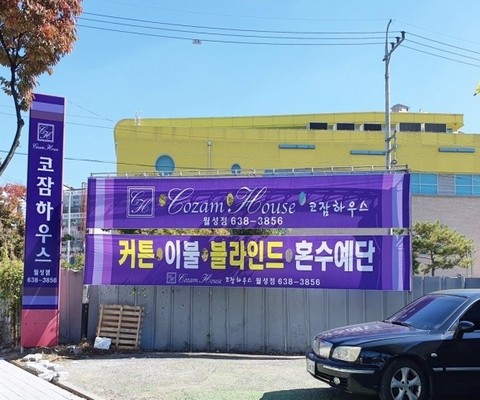 CH
Cozam House
코잠하우스
월성점
638-3856
CH
Cozam House 코잠하우스
월성점 638-3856
커튼 이불 블라인드 혼수예단
Cozam House 코잠하우스 월성점 638-3856